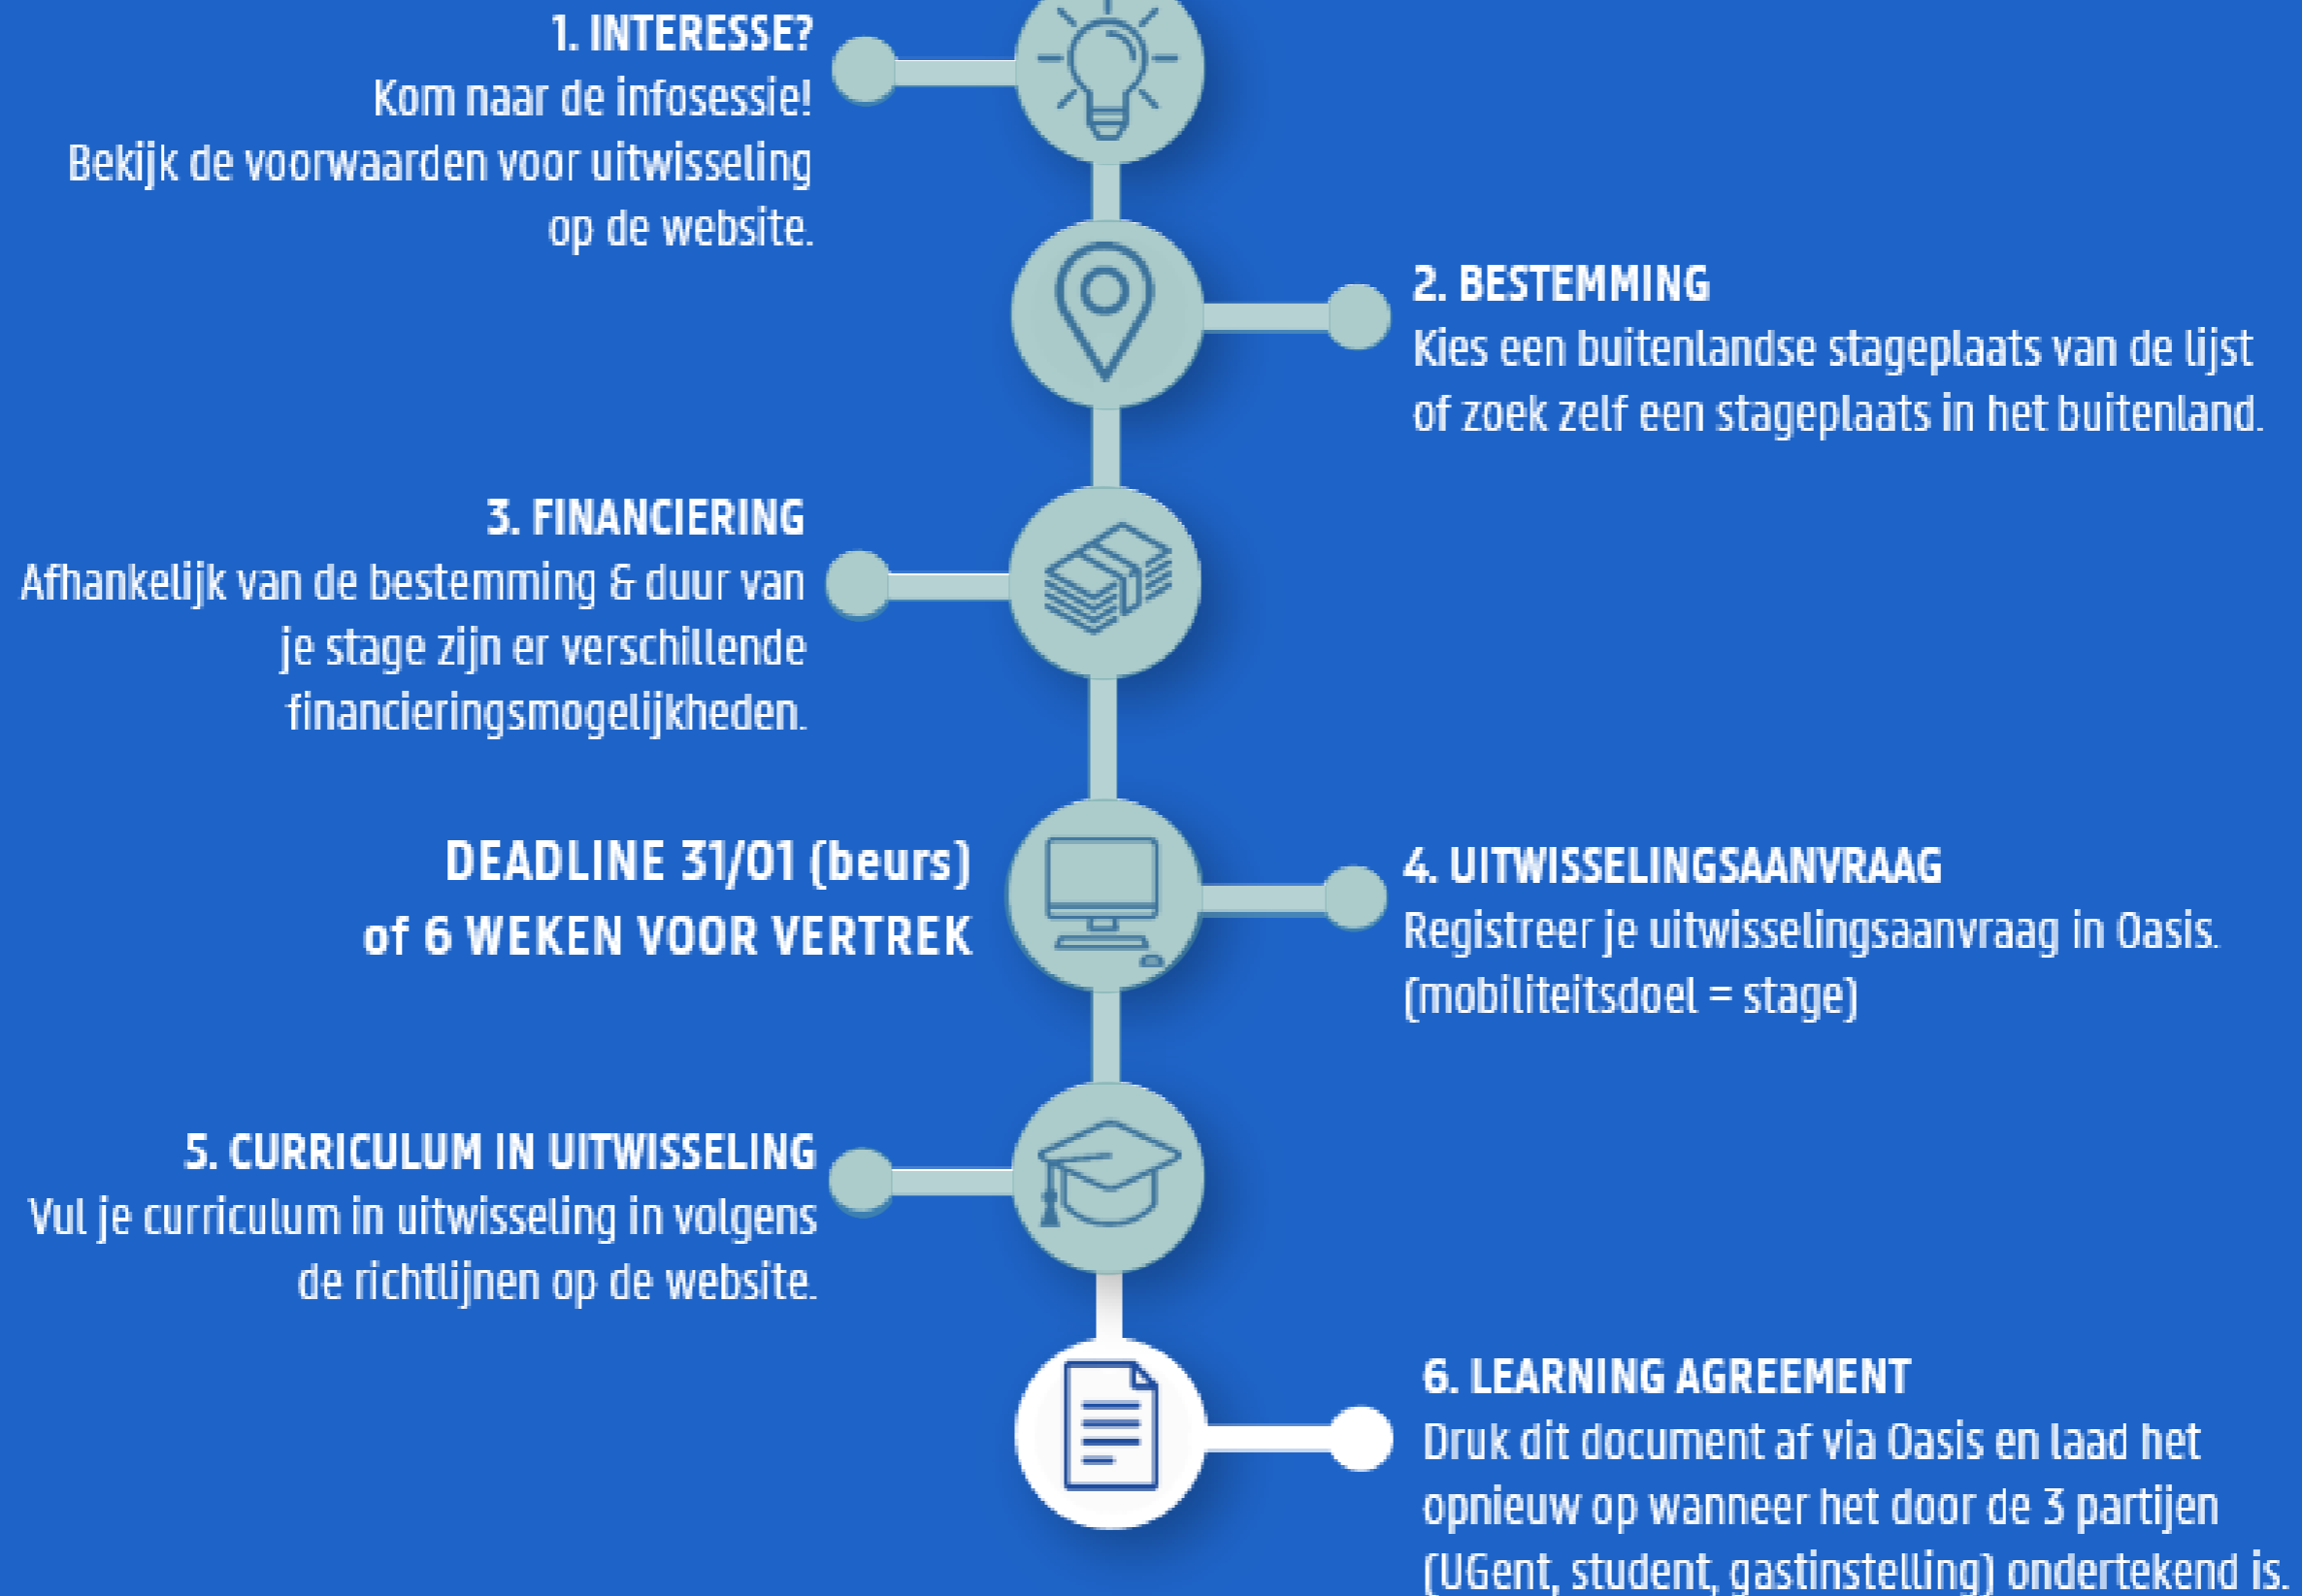 1. INTERESSE?
Kom naar de infosessie!
Bekijk de voorwaarden voor uitwisseling
op de website.
2. BESTEMMING
Kies een buitenlandse stageplaats van de lijst
of zoek zelf een stageplaats in het buitenland.
3. FINANCIERING
Afhankelijk van de bestemming & duur van
je stage zijn er verschillende
financieringsmogelijkheden.
DEADLINE 31/01 (beurs)
of 6 WEKEN VOOR VERTREK
4. UITWISSELINGSAANVRAAG
Registreer je uitwisselingsaanvraag in Oasis.
(mobiliteitsdoel = stage)
5. CURRICULUM IN UITWISSELING
Vul je curriculum in uitwisseling in volgens
de richtlijnen op de website.
6. LEARNING AGREEMENT
Druk dit document af via Oasis en laad het
opnieuw op wanneer het door de 3 partijen
(UGent, student, gastinstelling) ondertekend is.